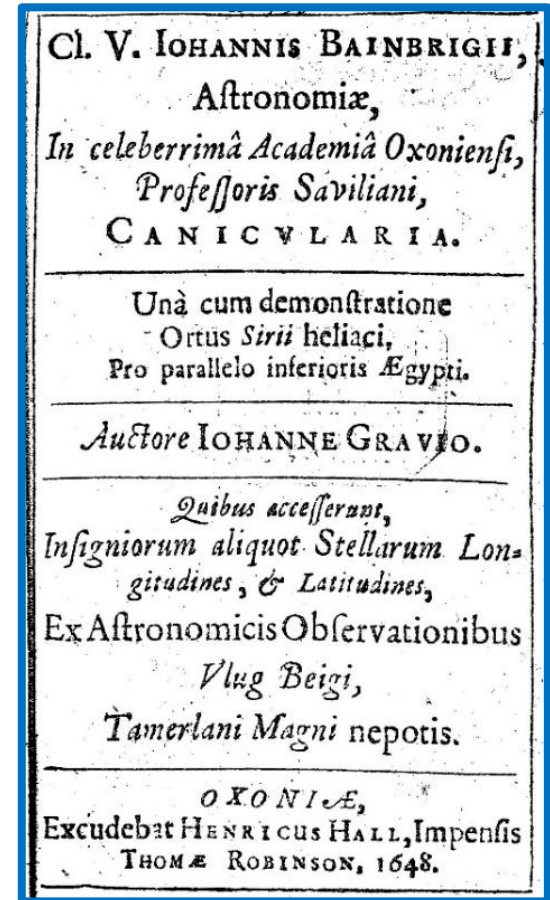 Cl. V. IOHANNIS BAINBRIGII,
Aſtronomiæ,
In celeberrimâ Academiâ Oxonienſi,
Profeſſoris Saviliani,
CANICVLARIA.
Unà cum demonſtratione
Ortus Sirii heliaci,
Pro parallelo inferioris Ægypti.
Auctore IOHANNE GRAVIO.
Quibus acceſſerunt,
Inſigniorum aliquot Stellarum Lon-
gitudines, & Latitudines,
Ex Aſtronomicis Obſervationibus
Vlug Beigi,
Tamerlani Magni nepotis.
OXONIÆ,
Excudebat HENRICUS HALL, Impenſis
THOMÆ ROBINSON, 1648.